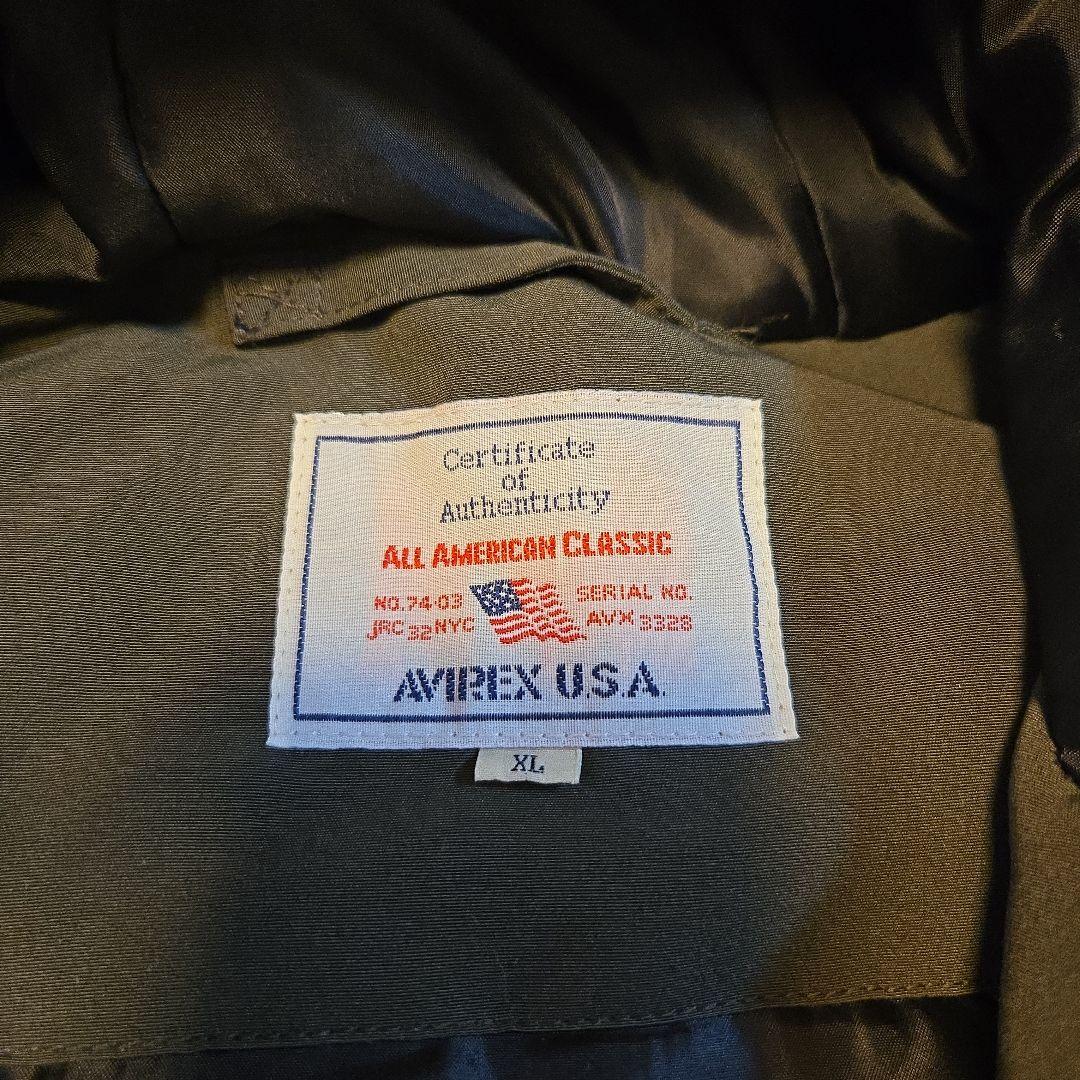 Certificate
of
Authenticity
ALL AMERICAN CLASSIC
NO.74-03 SERIAL NO.
JRC 32 NYC AVX 3328
AVIREX U.S.A.
XL